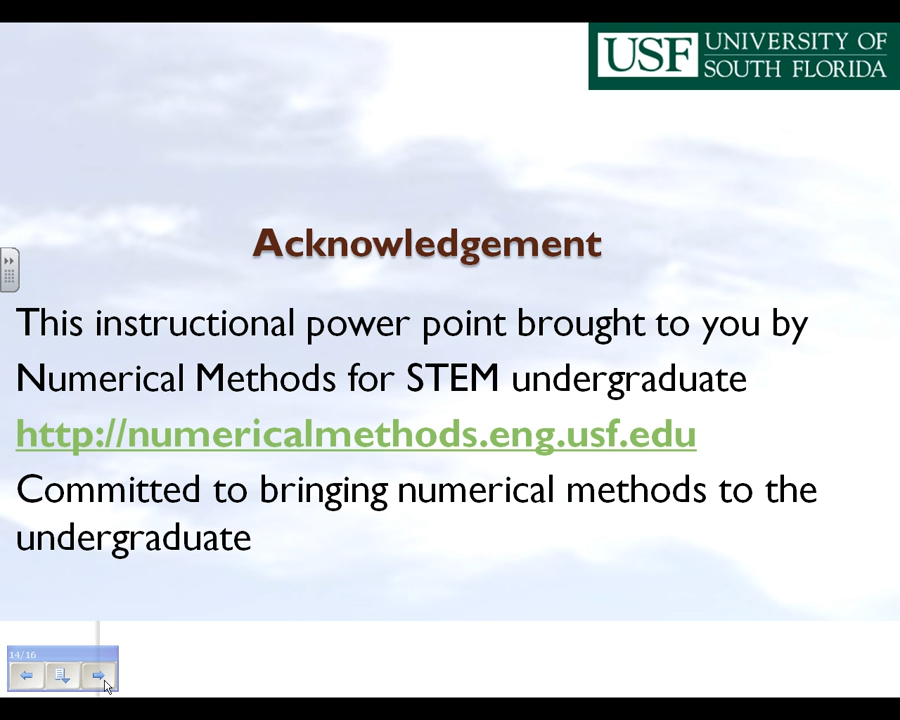 USF UNIVERSITY OF
SOUTH FLORIDA
Acknowledgement
This instructional power point brought to you by
Numerical Methods for STEM undergraduate
http://numericalmethods.eng.usf.edu
Committed to bringing numerical methods to the
undergraduate
14/16